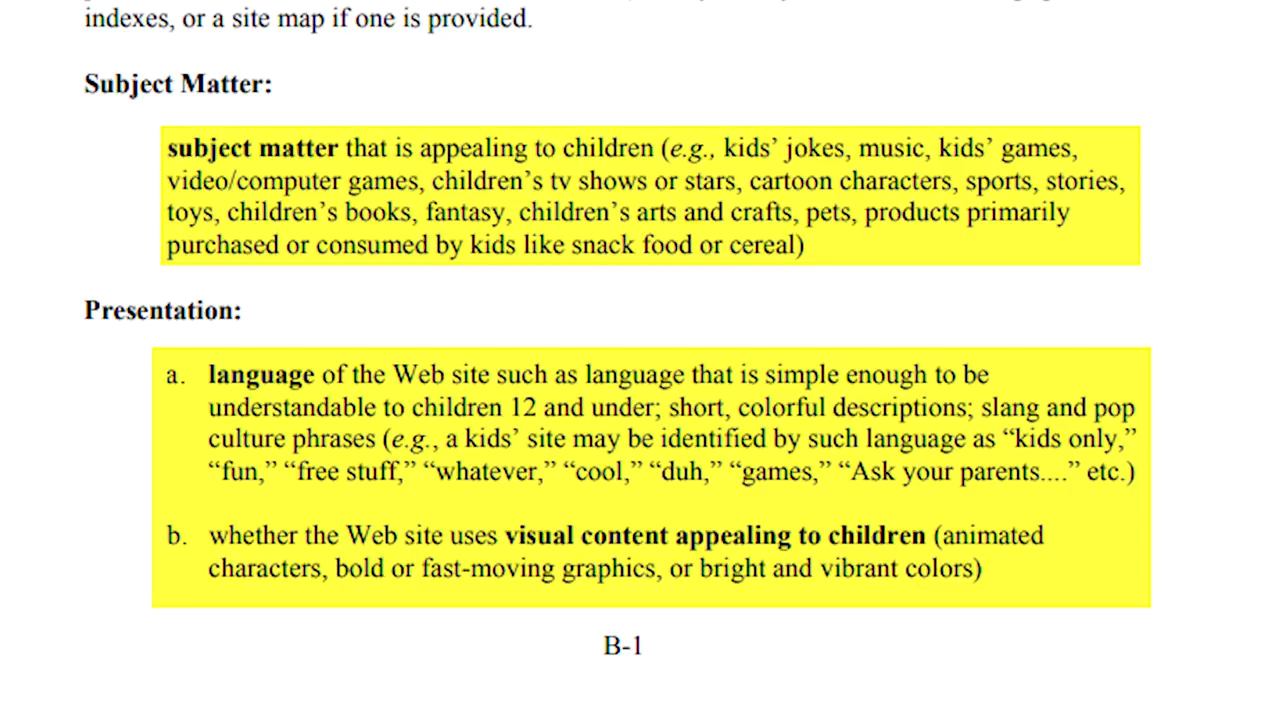 indexes, or a site map if one is provided.
Subject Matter:
subject matter that is appealing to children (e.g., kids’ jokes, music, kids’ games,
video/computer games, children’s tv shows or stars, cartoon characters, sports, stories,
toys, children’s books, fantasy, children’s arts and crafts, pets, products primarily
purchased or consumed by kids like snack food or cereal)
Presentation:
a. language of the Web site such as language that is simple enough to be
understandable to children 12 and under; short, colorful descriptions; slang and pop
culture phrases (e.g., a kids’ site may be identified by such language as “kids only,”
“fun,” “free stuff,” “whatever,” “cool,” “duh,” “games,” “Ask your parents....” etc.)
b. whether the Web site uses visual content appealing to children (animated
characters, bold or fast-moving graphics, or bright and vibrant colors)
B-1